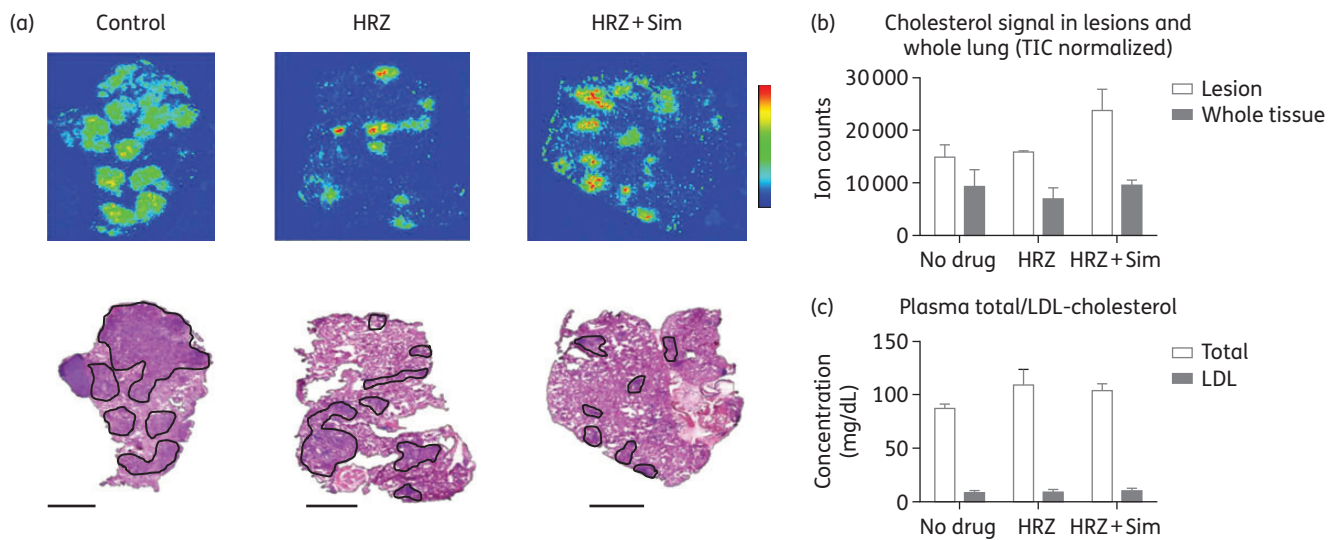 (a)
Control
HRZ
HRZ + Sim
(b)
Cholesterol signal in lesions and
whole lung (TIC normalized)
30 000
20 000
10 000
0
Ion counts
No drug
HRZ
HRZ + Sim
Lesion
Whole tissue
(c)
Plasma total/LDL-cholesterol
150
100
50
0
Concentration
(mg/dL)
No drug
HRZ
HRZ + Sim
Total
LDL